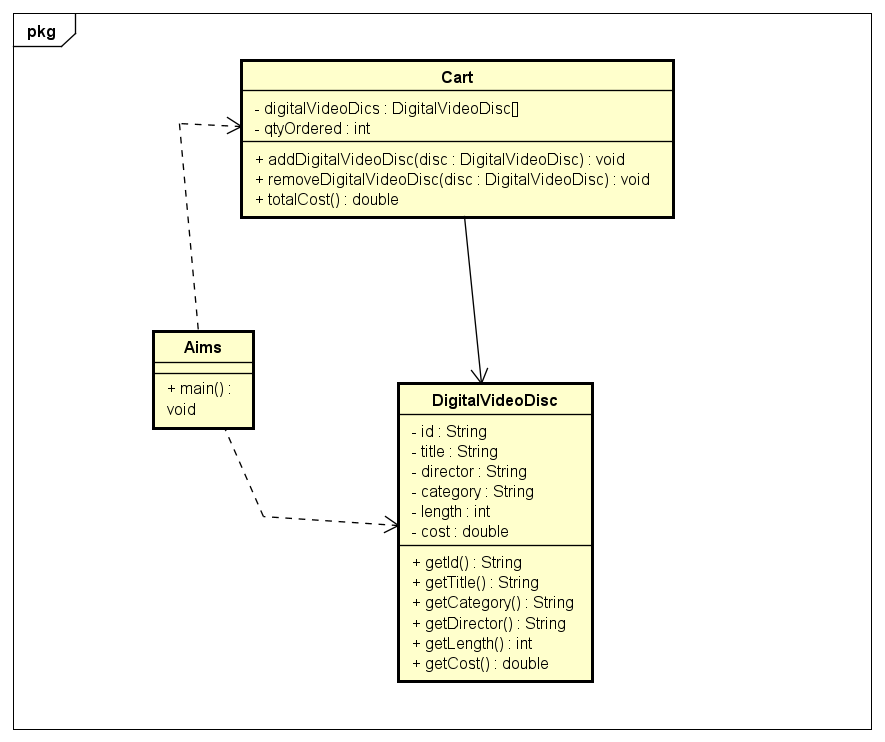 pkg
Cart
- digitalVideoDics : DigitalVideoDisc[]
- qtyOrdered : int
+ addDigitalVideoDisc(disc : DigitalVideoDisc) : void
+ removeDigitalVideoDisc(disc : DigitalVideoDisc) : void
+ totalCost() : double
Aims
+ main() :
void
DigitalVideoDisc
- id : String
- title : String
- director : String
- category : String
- length : int
- cost : double
+ getId() : String
+ getTitle() : String
+ getCategory() : String
+ getDirector() : String
+ getLength() : int
+ getCost() : double